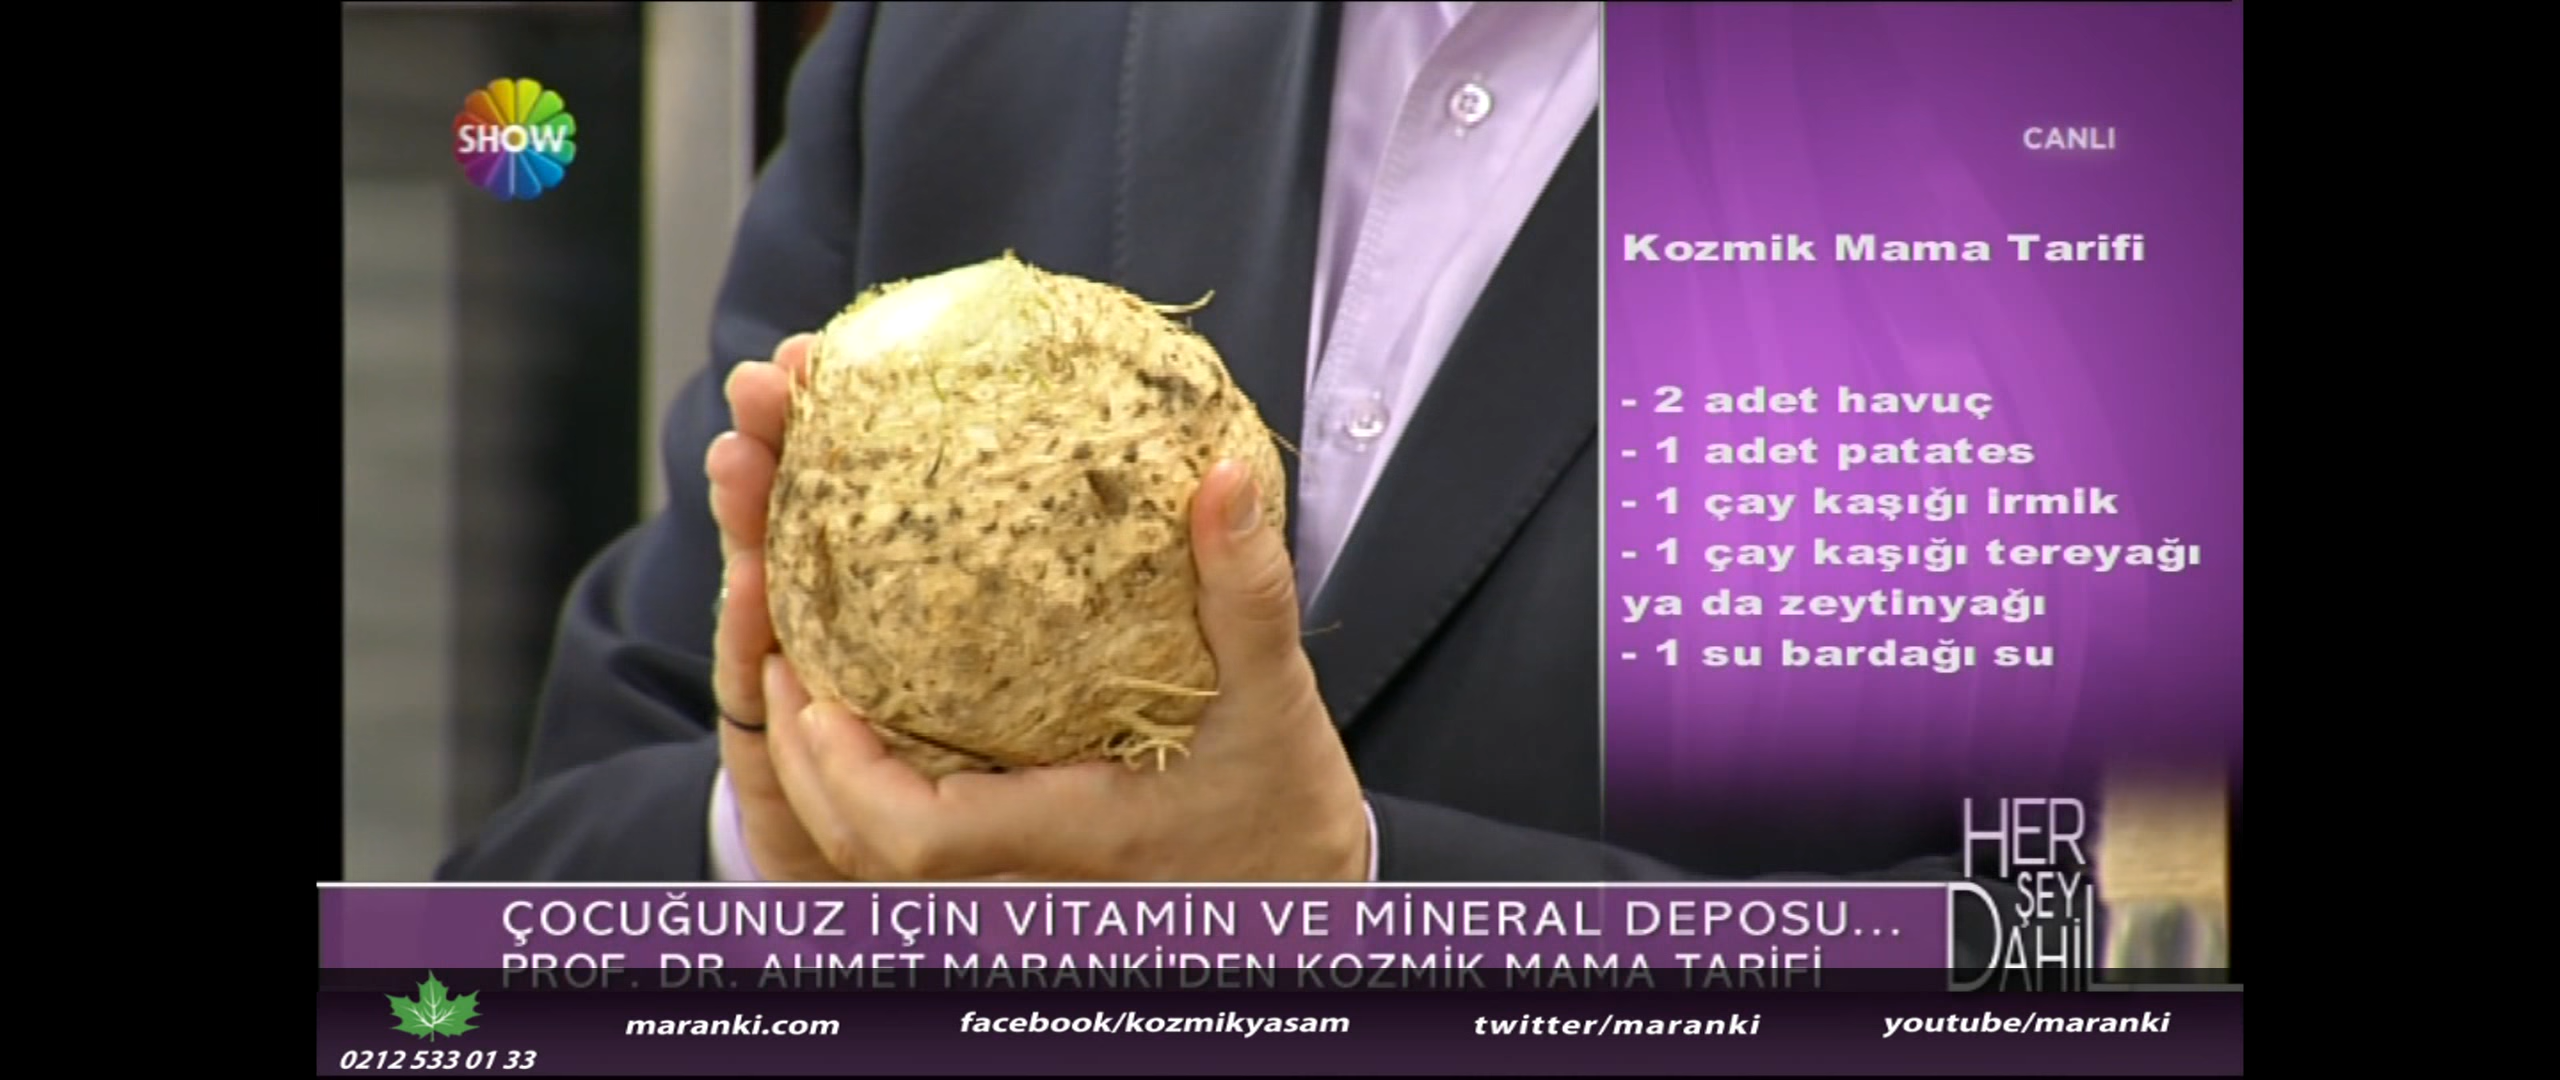 SHOW
CANLI
Kozmik Mama Tarifi
- 2 adet havuç
- 1 adet patates
- 1 çay kaşığı irmik
- 1 çay kaşığı tereyağı
ya da zeytinyağı
- 1 su bardağı su
HER
ŞEY
DAHİL
ÇOCUĞUNUZ İÇİN VİTAMİN VE MİNERAL DEPOSU...
PROF. DR. AHMET MARANKİ'DEN KOZMİK MAMA TARİFİ
0212 533 01 33
maranki.com
facebook/kozmikyasam
twitter/maranki
youtube/maranki